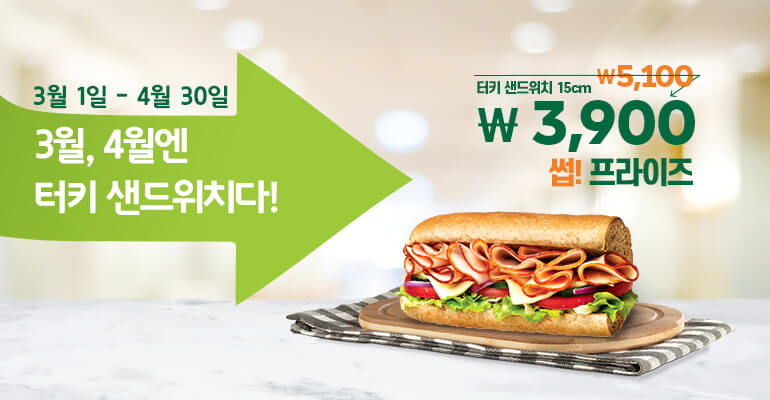 3월 1일 - 4월 30일
3월, 4월엔
터키 샌드위치다!
터키 샌드위치 15cm ₩5,100
₩ 3,900
썹! 프라이즈